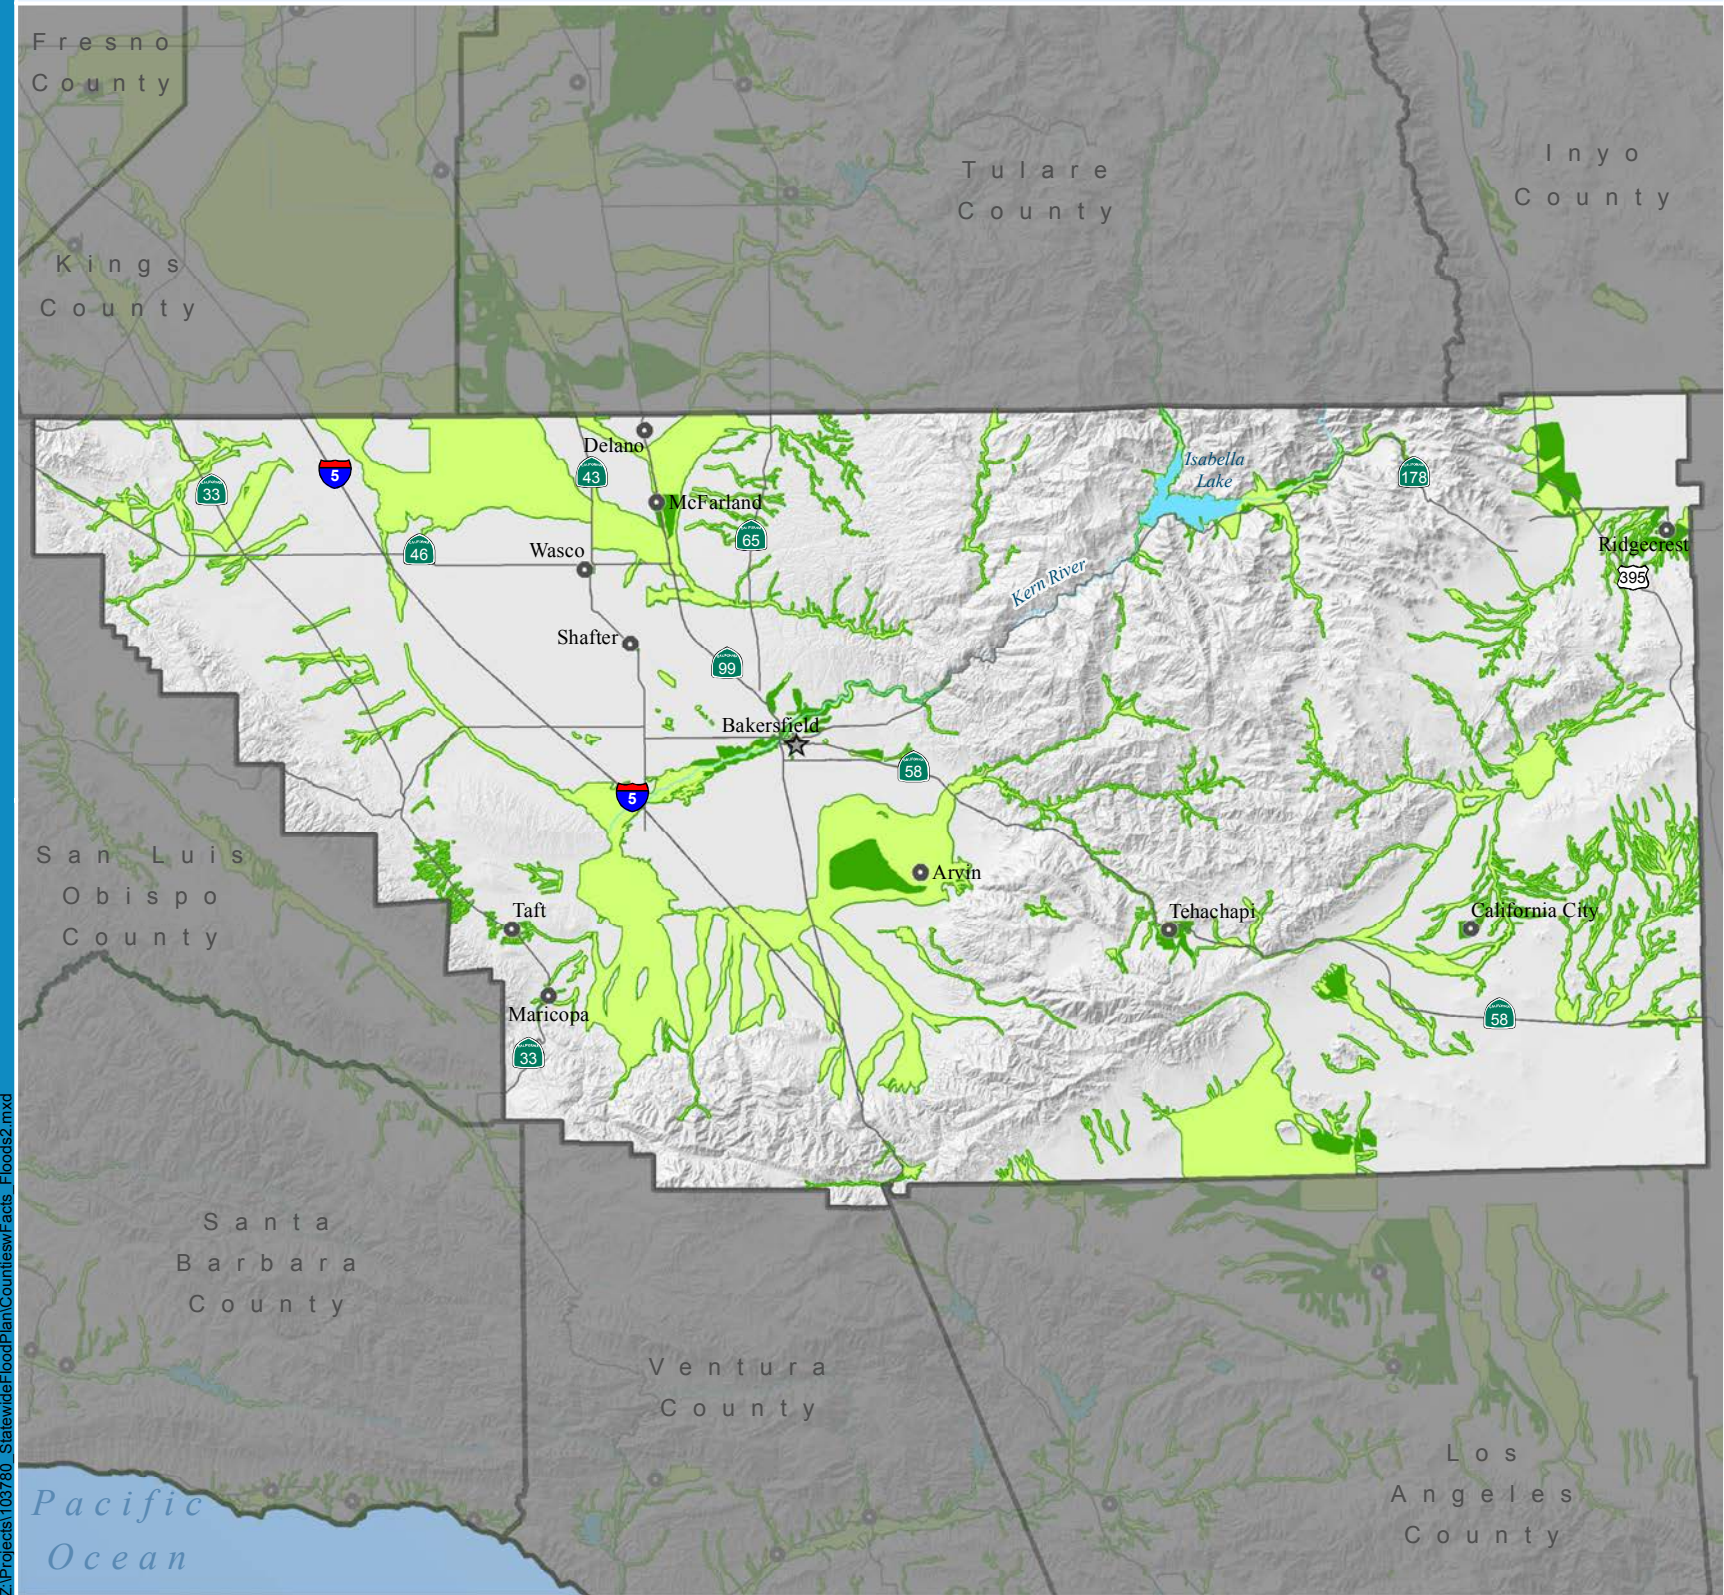 Fresno
County
Inyo
County
Tulare
County
Kings
County
Delano
Isabella
Lake
5
33
43
178
McFarland
65
46
Wasco
Ridgecrest
395
Kern River
Shafter
99
Bakersfield
58
5
San Luis
Obispo
County
Arvin
Taft
Tehachapi
California City
Maricopa
58
33
Santa
Barbara
County
Ventura
County
Los
Angeles
County
Pacific
Ocean
Z:\Projects\103780_StatewideFloodPlan\CountieswFacts_Floods2.mxd